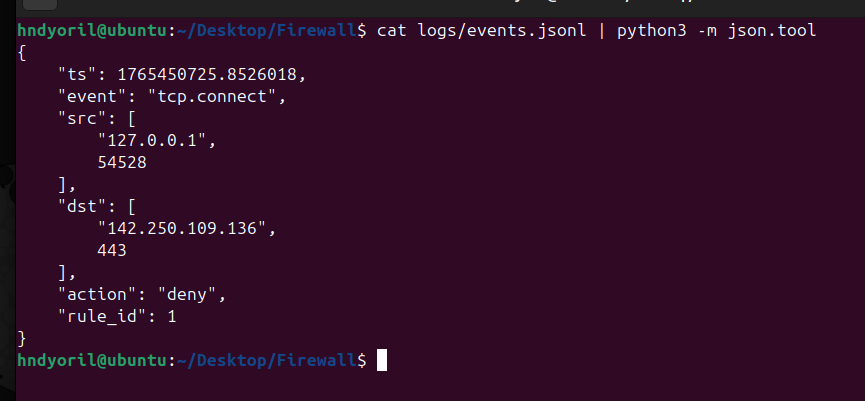 hndyoril@ubuntu:~/Desktop/Firewall$ cat logs/events.jsonl | python3 -m json.tool
{
    "ts": 1765450725.8526018,
    "event": "tcp.connect",
    "src": [
        "127.0.0.1",
        54528
    ],
    "dst": [
        "142.250.109.136",
        443
    ],
    "action": "deny",
    "rule_id": 1
}
hndyoril@ubuntu:~/Desktop/Firewall$